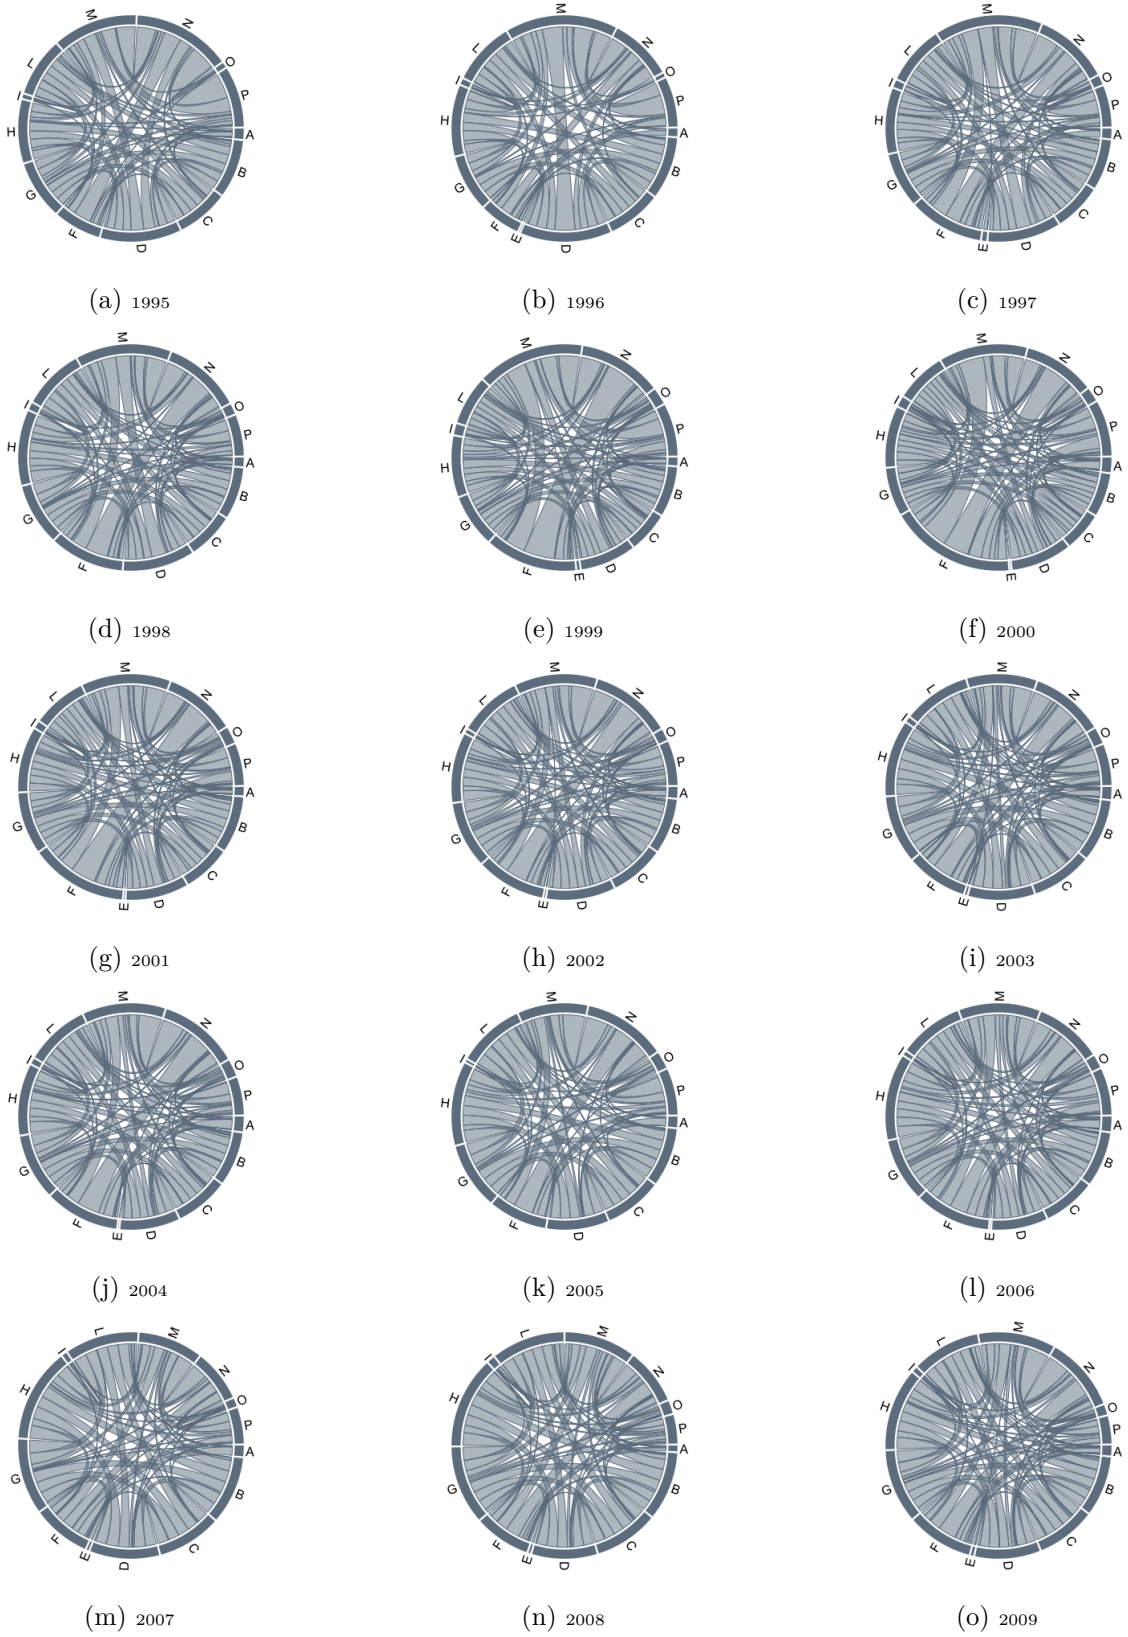 M N L O I P H A B G C F D
(a) 1995
M N L O I P H A B G C F E D
(b) 1996
M N L O I P H A B G C F E D
(c) 1997
M N L O I P H A B G C F D
(d) 1998
M N L O I P H A B G C F E D
(e) 1999
M N L O I P H A B G C F E D
(f) 2000
M N L O I P H A B G C F E D
(g) 2001
M N L O I P H A B G C F E D
(h) 2002
M N L O I P H A B G C F E D
(i) 2003
M N L O I P H A B G C F E D
(j) 2004
M N L O I P H A B G C F D
(k) 2005
M N L O I P H A B G C F E D
(l) 2006
L M I N H O P A G B F E D C
(m) 2007
L M I N H O P A G B F E D C
(n) 2008
L M I N H O P A G B F E D C
(o) 2009